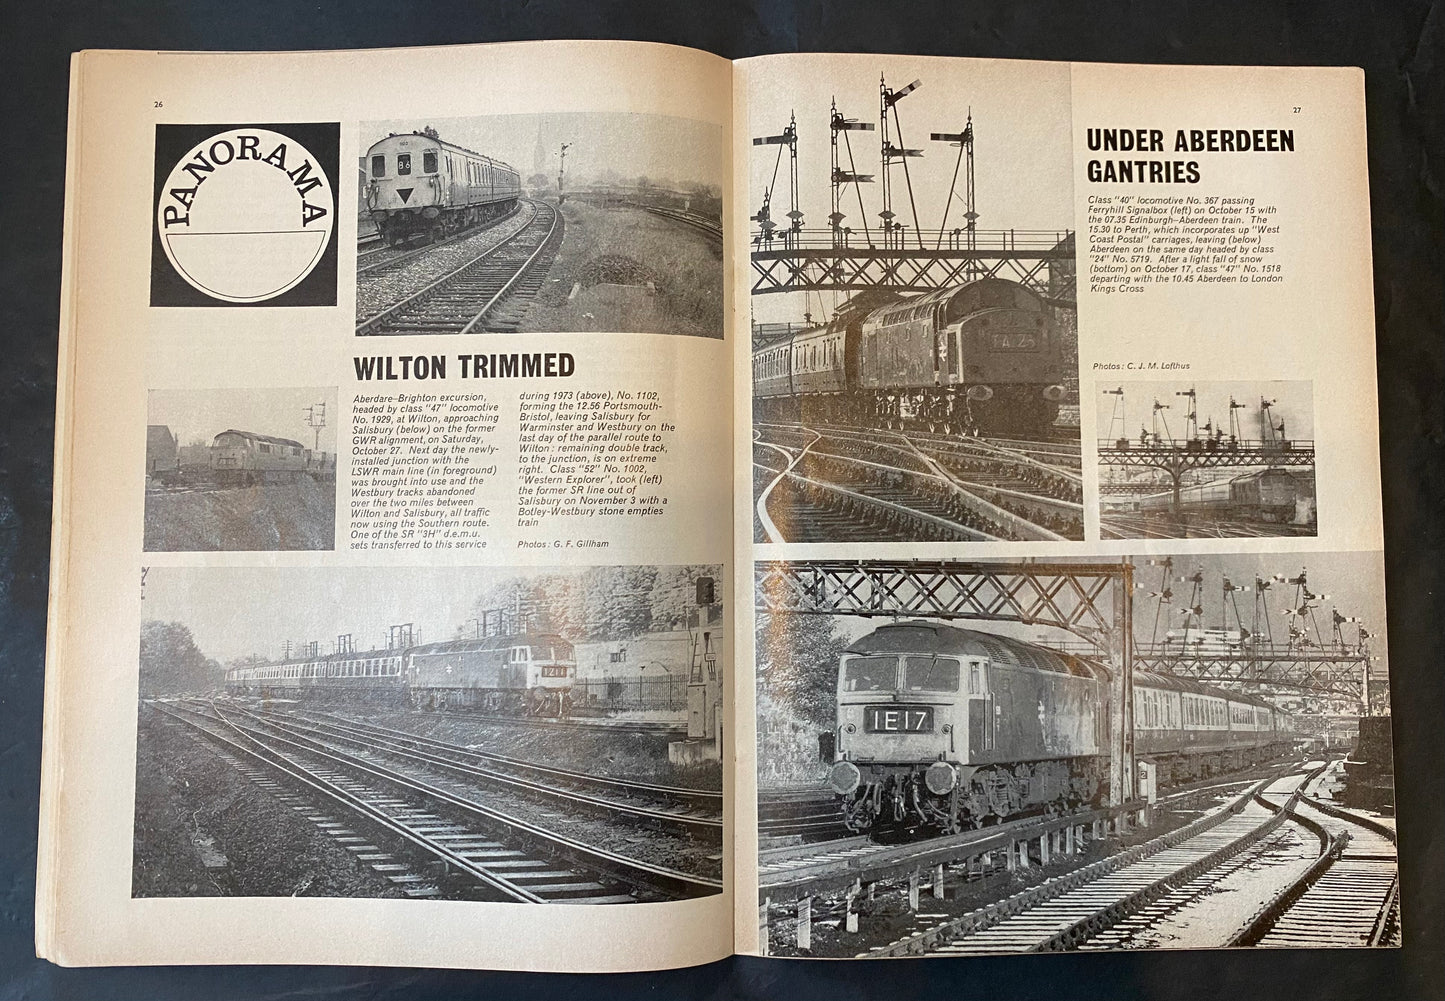 26
PANORAMA
B6
WILTON TRIMMED
Aberdare–Brighton excursion,
headed by class "47" locomotive
No. 1929, at Wilton, approaching
Salisbury (below) on the former
GWR alignment, on Saturday,
October 27. Next day the newly-
installed junction with the
LSWR main line (in foreground)
was brought into use and the
Westbury tracks abandoned
over the two miles between
Wilton and Salisbury, all traffic
now using the Southern route.
One of the SR "3H" d.e.m.u.
sets transferred to this service
during 1973 (above), No. 1102,
forming the 12.56 Portsmouth-
Bristol, leaving Salisbury for
Warminster and Westbury on the
last day of the parallel route to
Wilton: remaining double track,
to the junction, is on extreme
right. Class "52" No. 1002,
"Western Explorer", took (left)
the former SR line out of
Salisbury on November 3 with a
Botley-Westbury stone empties
train
Photos: G. F. Gillham
27
UNDER ABERDEEN
GANTRIES
Class "40" locomotive No. 367 passing
Ferryhill Signalbox (left) on October 15 with
the 07.35 Edinburgh–Aberdeen train. The
15.30 to Perth, which incorporates up "West
Coast Postal" carriages, leaving (below)
Aberdeen on the same day headed by class
"24" No. 5719. After a light fall of snow
(bottom) on October 17, class "47" No. 1518
departing with the 10.45 Aberdeen to London
Kings Cross
Photos: C. J. M. Lofthus
1E17
2